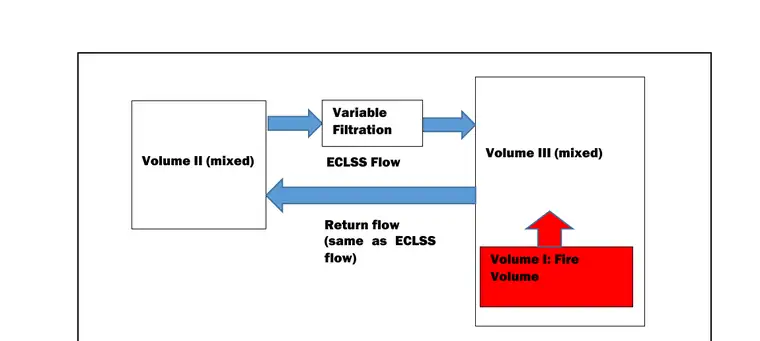 Variable
Filtration
Volume II (mixed)
ECLSS Flow
Volume III (mixed)
Return flow
(same as ECLSS
flow)
Volume I: Fire
Volume